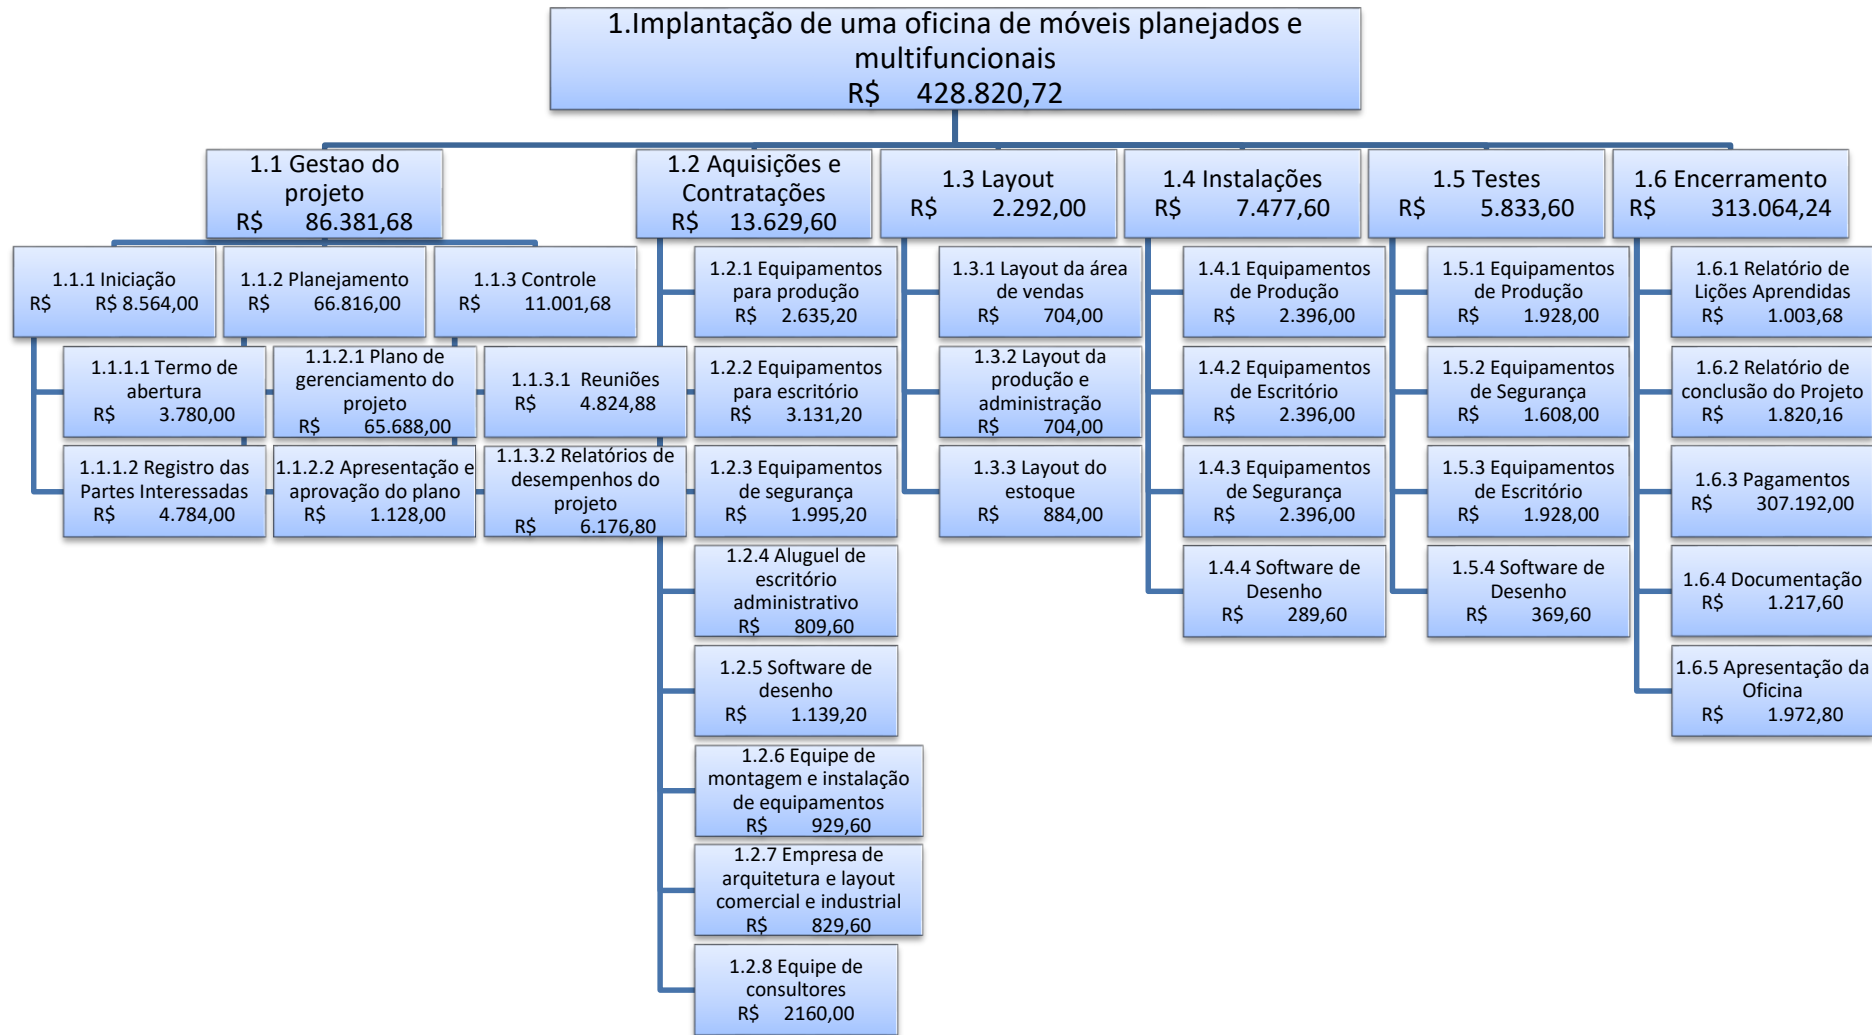 1.Implantação de uma oficina de móveis planejados e
multifuncionais
R$ 428.820,72
1.1 Gestao do
projeto
R$ 86.381,68
1.1.1 Iniciação
R$ R$ 8.564,00
1.1.1.1 Termo de
abertura
R$ 3.780,00
1.1.1.2 Registro das
Partes Interessadas
R$ 4.784,00
1.1.2 Planejamento
R$ 66.816,00
1.1.2.1 Plano de
gerenciamento do
projeto
R$ 65.688,00
1.1.2.2 Apresentação e
aprovação do plano
R$ 1.128,00
1.1.3 Controle
R$ 11.001,68
1.1.3.1 Reuniões
R$ 4.824,88
1.1.3.2 Relatórios de
desempenhos do
projeto
R$ 6.176,80
1.2 Aquisições e
Contratações
R$ 13.629,60
1.2.1 Equipamentos
para produção
R$ 2.635,20
1.2.2 Equipamentos
para escritório
R$ 3.131,20
1.2.3 Equipamentos
de segurança
R$ 1.995,20
1.2.4 Aluguel de
escritório
administrativo
R$ 809,60
1.2.5 Software de
desenho
R$ 1.139,20
1.2.6 Equipe de
montagem e instalação
de equipamentos
R$ 929,60
1.2.7 Empresa de
arquitetura e layout
comercial e industrial
R$ 829,60
1.2.8 Equipe de
consultores
R$ 2160,00
1.3 Layout
R$ 2.292,00
1.3.1 Layout da área
de vendas
R$ 704,00
1.3.2 Layout da
produção e
administração
R$ 704,00
1.3.3 Layout do
estoque
R$ 884,00
1.4 Instalações
R$ 7.477,60
1.4.1 Equipamentos
de Produção
R$ 2.396,00
1.4.2 Equipamentos
de Escritório
R$ 2.396,00
1.4.3 Equipamentos
de Segurança
R$ 2.396,00
1.4.4 Software de
Desenho
R$ 289,60
1.5 Testes
R$ 5.833,60
1.5.1 Equipamentos
de Produção
R$ 1.928,00
1.5.2 Equipamentos
de Segurança
R$ 1.608,00
1.5.3 Equipamentos
de Escritório
R$ 1.928,00
1.5.4 Software de
Desenho
R$ 369,60
1.6 Encerramento
R$ 313.064,24
1.6.1 Relatório de
Lições Aprendidas
R$ 1.003,68
1.6.2 Relatório de
conclusão do Projeto
R$ 1.820,16
1.6.3 Pagamentos
R$ 307.192,00
1.6.4 Documentação
R$ 1.217,60
1.6.5 Apresentação da
Oficina
R$ 1.972,80